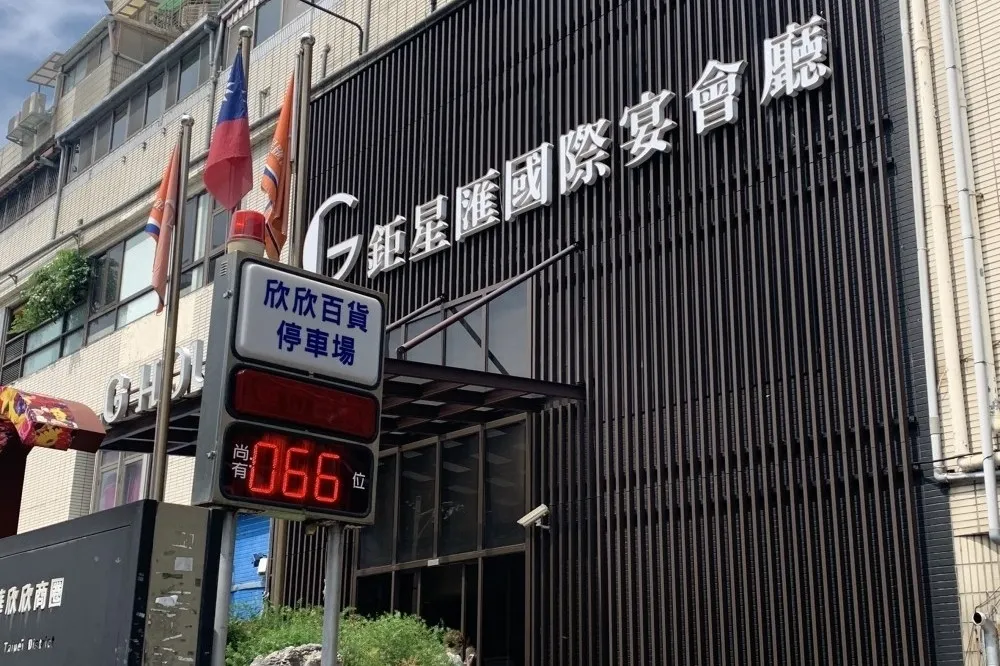 G 鉅星匯國際宴會廳
欣欣百貨
停車場
尚有 066 位
G-HOU
欣欣商圈
Taipei District